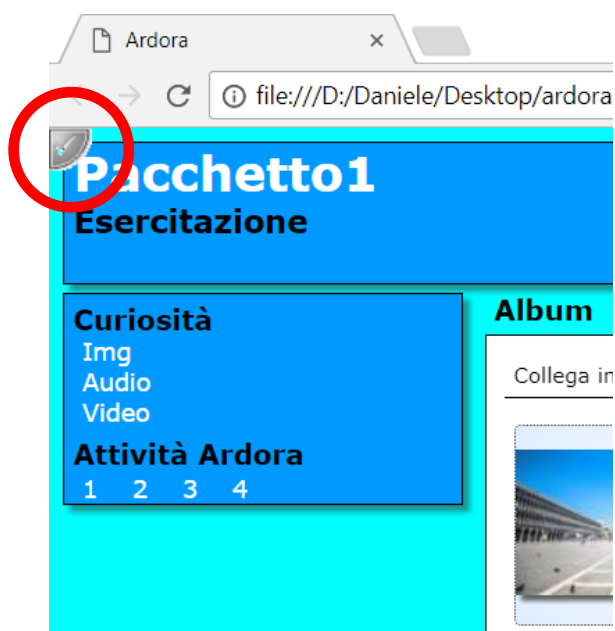 Ardora
file:///D:/Daniele/Desktop/ardora
Pacchetto1
Esercitazione
Curiosità
Img
Audio
Video
Attività Ardora
1 2 3 4
Album
Collega in